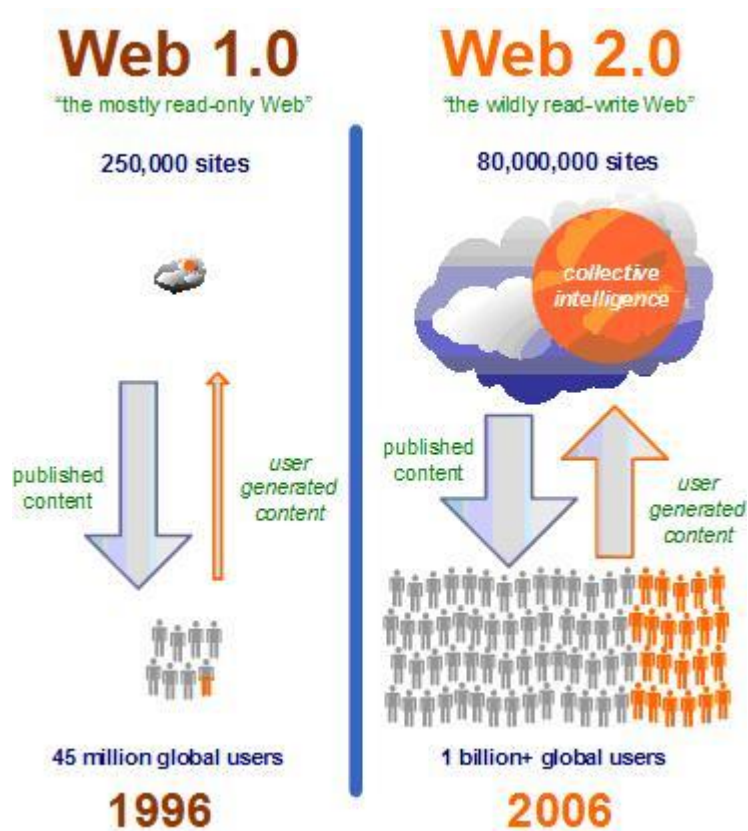 Web 1.0
"the mostly read-only Web"
250,000 sites
published
content
user
generated
content
45 million global users
1996
Web 2.0
"the wildly read-write Web"
80,000,000 sites
collective
intelligence
published
content
user
generated
content
1 billion+ global users
2006